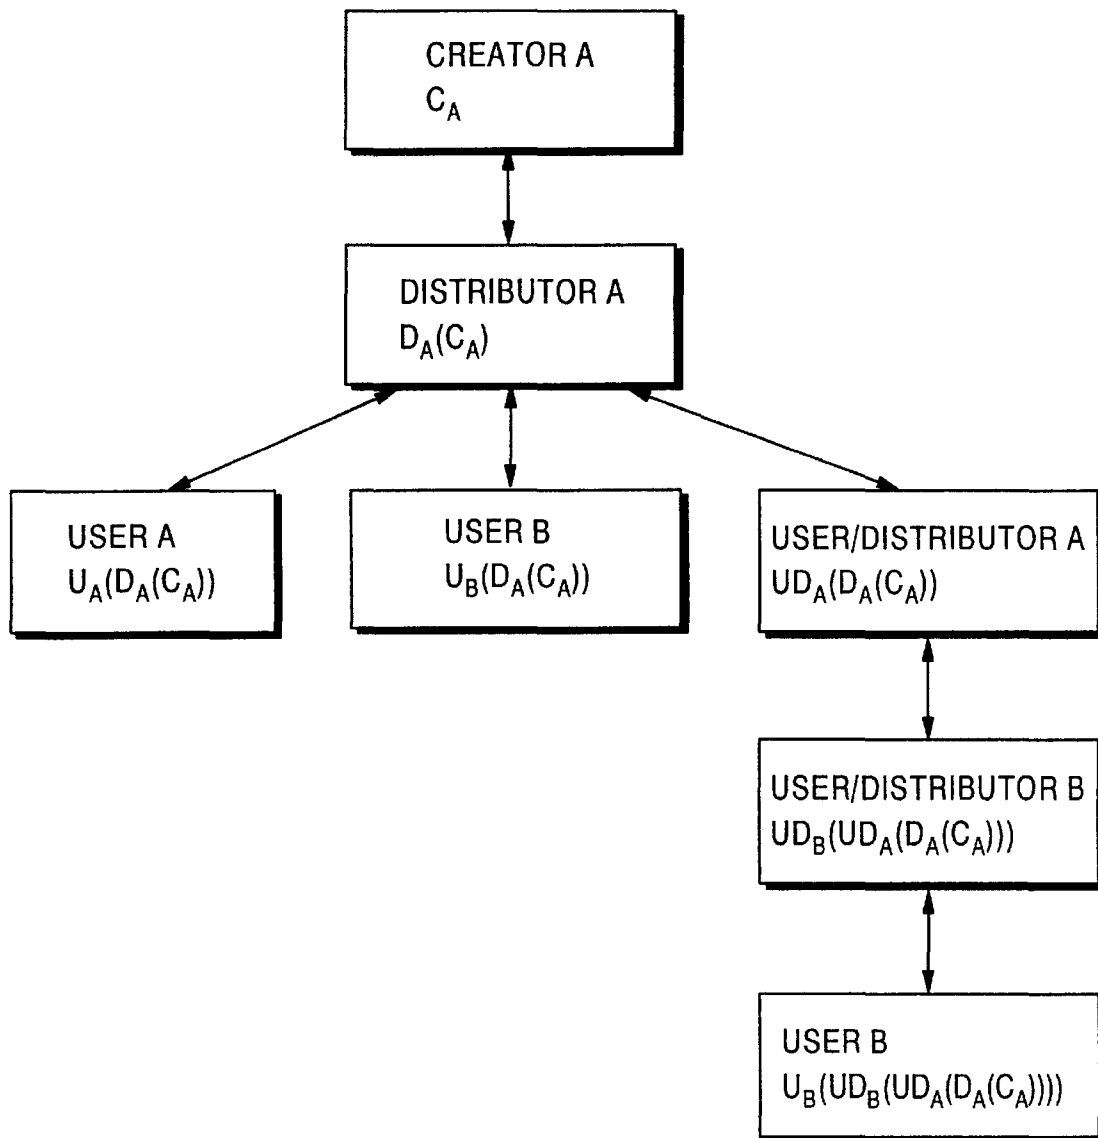 CREATOR A
C_A
DISTRIBUTOR A
D_A(C_A)
USER A
U_A(D_A(C_A))
USER B
U_B(D_A(C_A))
USER/DISTRIBUTOR A
UD_A(D_A(C_A))
USER/DISTRIBUTOR B
UD_B(UD_A(D_A(C_A)))
USER B
U_B(UD_B(UD_A(D_A(C_A))))